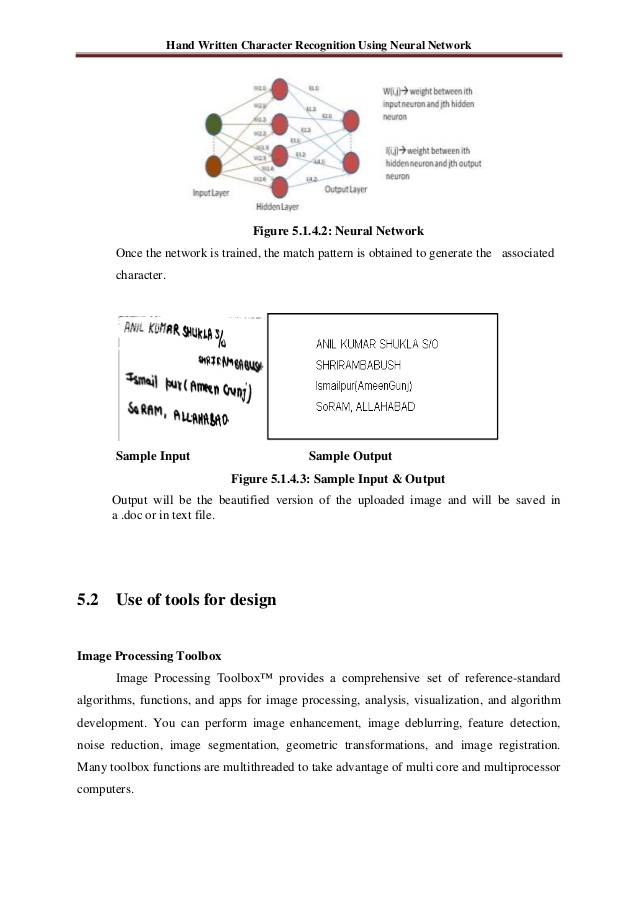 Hand Written Character Recognition Using Neural Network
W(i,j)→ weight between ith
input neuron and jth hidden
neuron
I(i,j)→ weight between ith
hidden neuron and jth output
neuron
Input Layer
Hidden Layer
Output Layer
Figure 5.1.4.2: Neural Network
Once the network is trained, the match pattern is obtained to generate the associated
character.
ANIL KUMAR SHUKLA S/O
SHRIRAMBABUSH
Ismail pur (Ameen Gunj)
SoRAM, ALLAHABAD
ANIL KUMAR SHUKLA S/O
SHRIRAMBABUSH
Ismailpur(AmeenGunj)
SoRAM, ALLAHABAD
Sample Input
Sample Output
Figure 5.1.4.3: Sample Input & Output
Output will be the beautified version of the uploaded image and will be saved in
a .doc or in text file.
5.2 Use of tools for design
Image Processing Toolbox
Image Processing Toolbox™ provides a comprehensive set of reference-standard
algorithms, functions, and apps for image processing, analysis, visualization, and algorithm
development. You can perform image enhancement, image deblurring, feature detection,
noise reduction, image segmentation, geometric transformations, and image registration.
Many toolbox functions are multithreaded to take advantage of multi core and multiprocessor
computers.